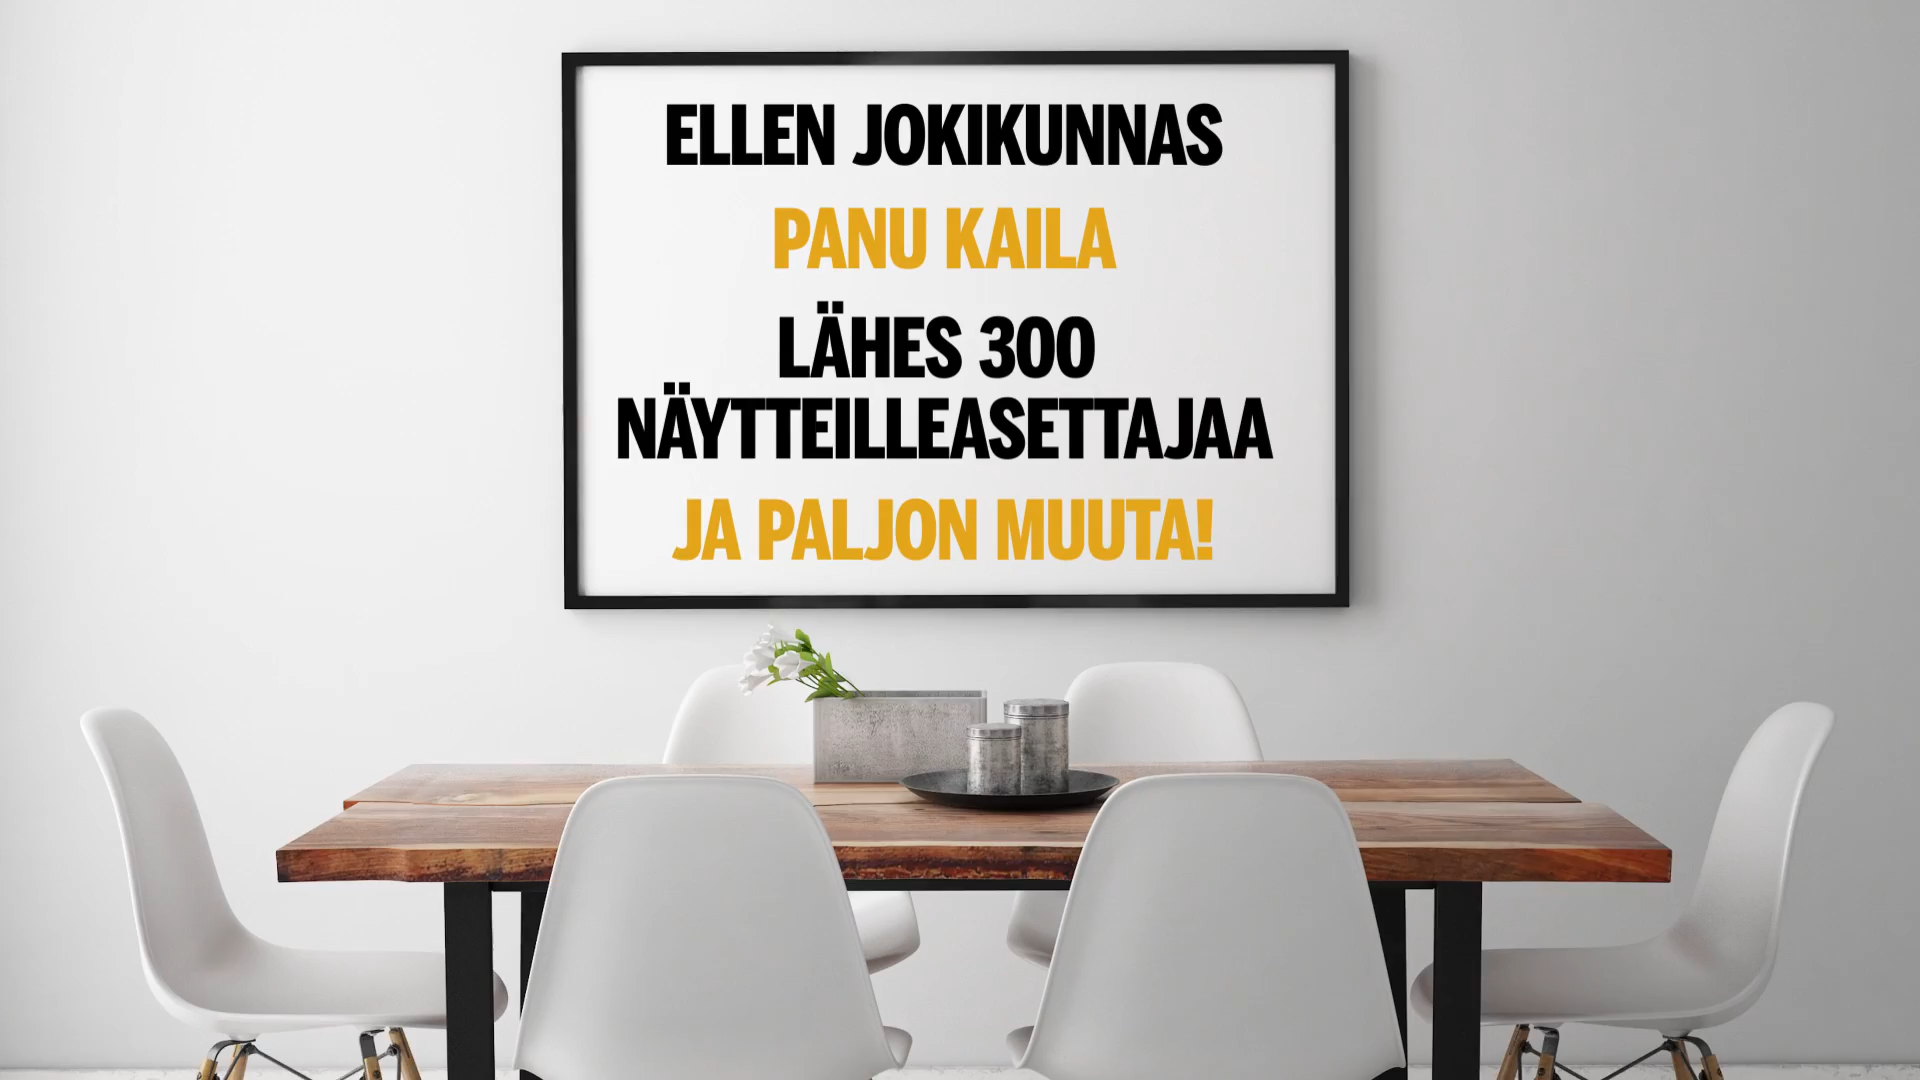 ELLEN JOKIKUNNAS
PANU KAILA
LÄHES 300
NÄYTTEILLEASETTAJAA
JA PALJON MUUTA!